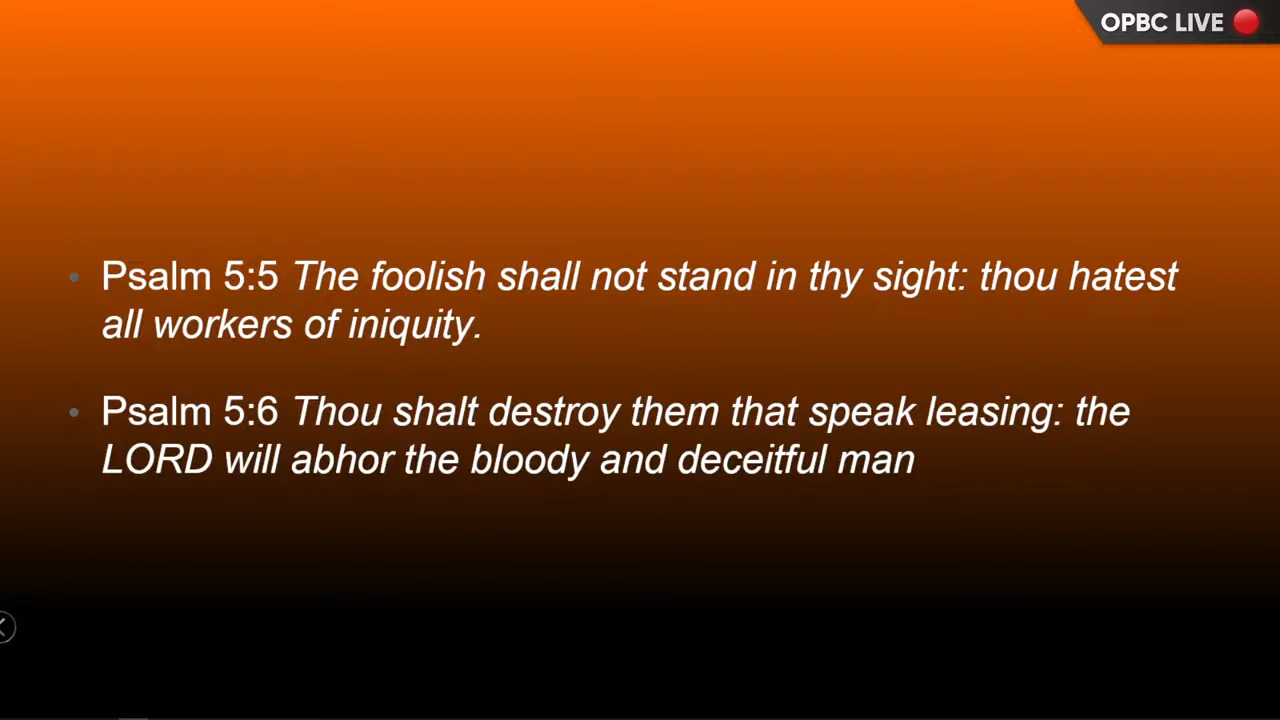 OPBC LIVE
• Psalm 5:5 The foolish shall not stand in thy sight: thou hatest
all workers of iniquity.
• Psalm 5:6 Thou shalt destroy them that speak leasing: the
LORD will abhor the bloody and deceitful man